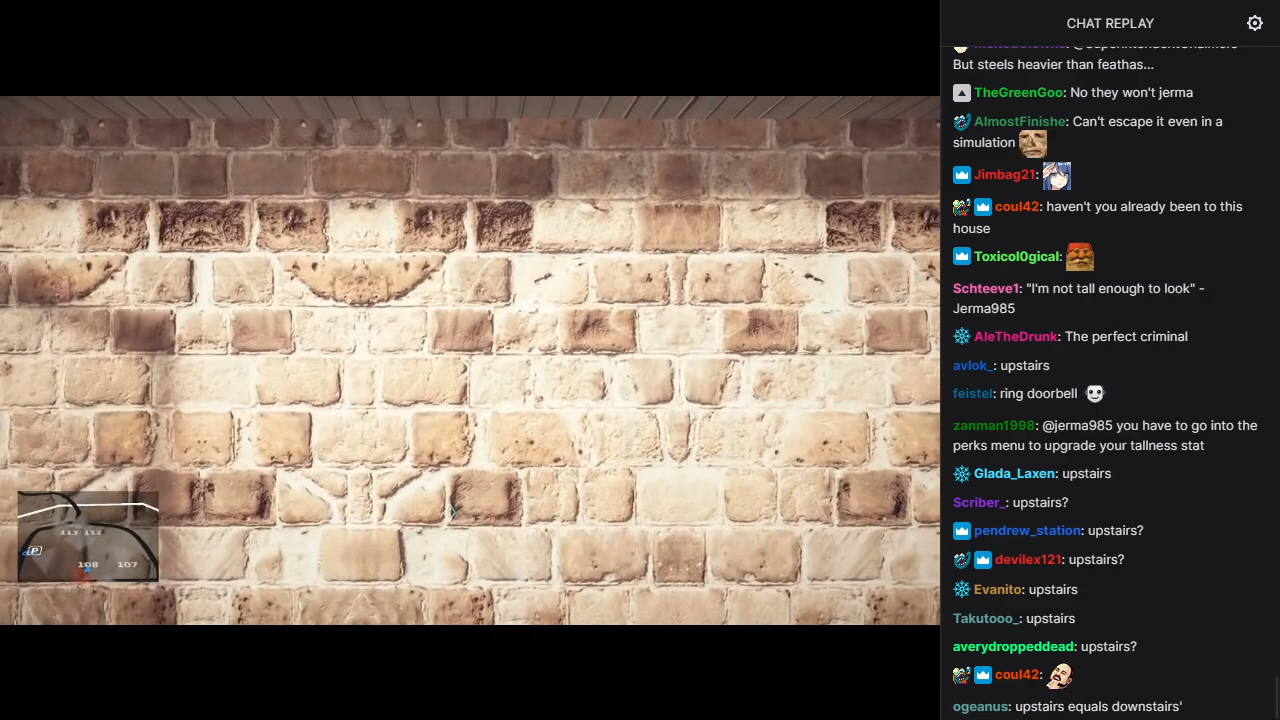 CHAT REPLAY
But steels heavier than feathas...
TheGreenGoo: No they won't jerma
AlmostFinishe: Can't escape it even in a
simulation
Jimbag21:
coul42: haven't you already been to this
house
Toxicol0gical:
Schteeve1: "I'm not tall enough to look" -
Jerma985
AleTheDrunk: The perfect criminal
avlok_: upstairs
feistel: ring doorbell
zanman1998: @jerma985 you have to go into the
perks menu to upgrade your tallness stat
Glada_Laxen: upstairs
Scriber_: upstairs?
pendrew_station: upstairs?
devilex121: upstairs?
Evanito: upstairs
Takutooo_: upstairs
averydroppeddead: upstairs?
coul42:
ogeanus: upstairs equals downstairs'
113 112
P
108 107